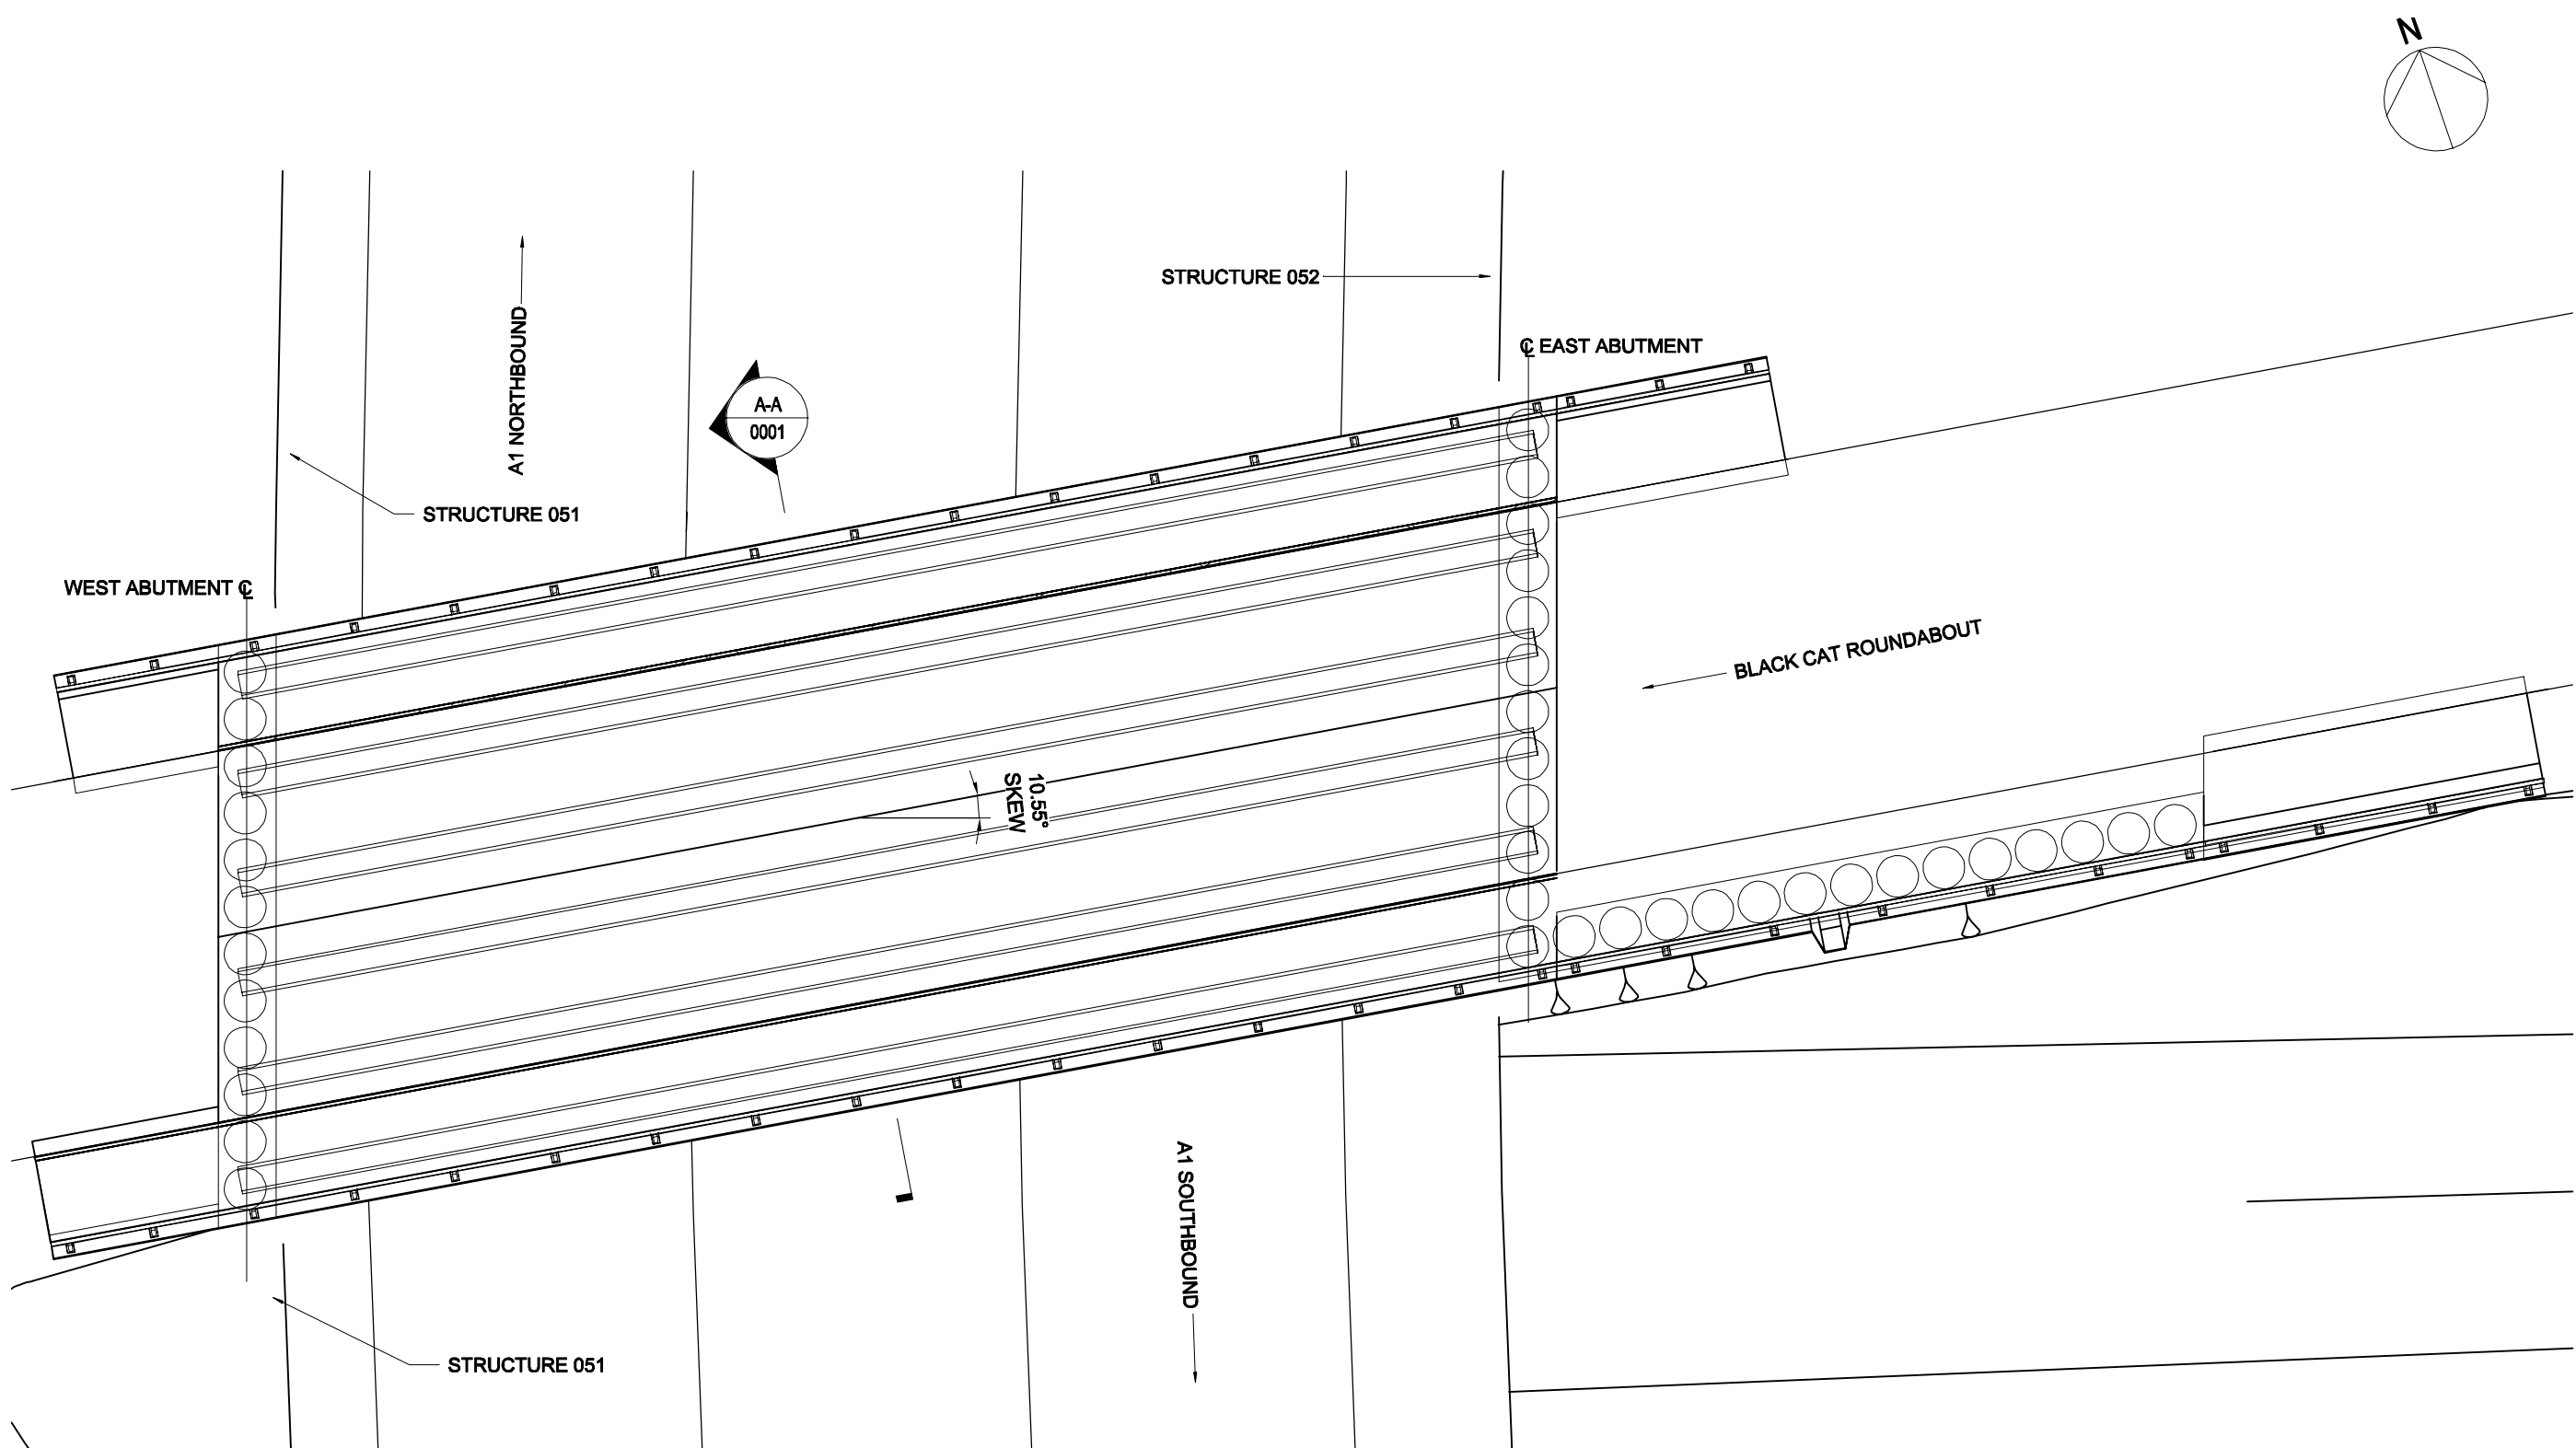 N
STRUCTURE 052
A1 NORTHBOUND
℄ EAST ABUTMENT
A-A
0001
STRUCTURE 051
WEST ABUTMENT ℄
BLACK CAT ROUNDABOUT
10.55°
SKEW
A1 SOUTHBOUND
STRUCTURE 051